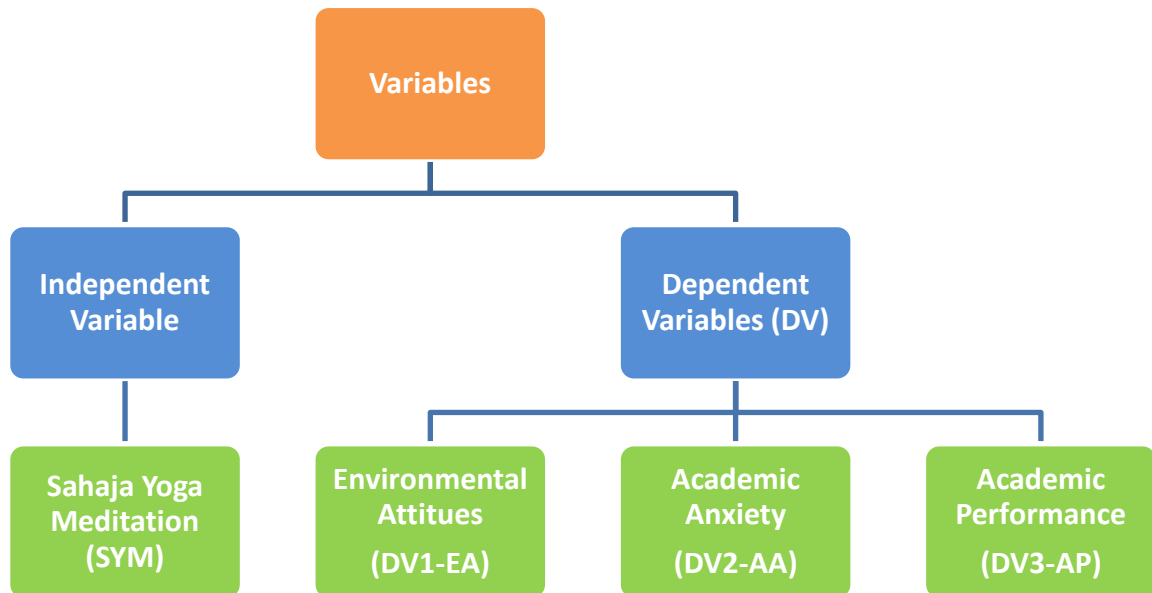 Variables
Independent
Variable
Dependent
Variables (DV)
Sahaja Yoga
Meditation
(SYM)
Environmental
Attitues
(DV1-EA)
Academic
Anxiety
(DV2-AA)
Academic
Performance
(DV3-AP)